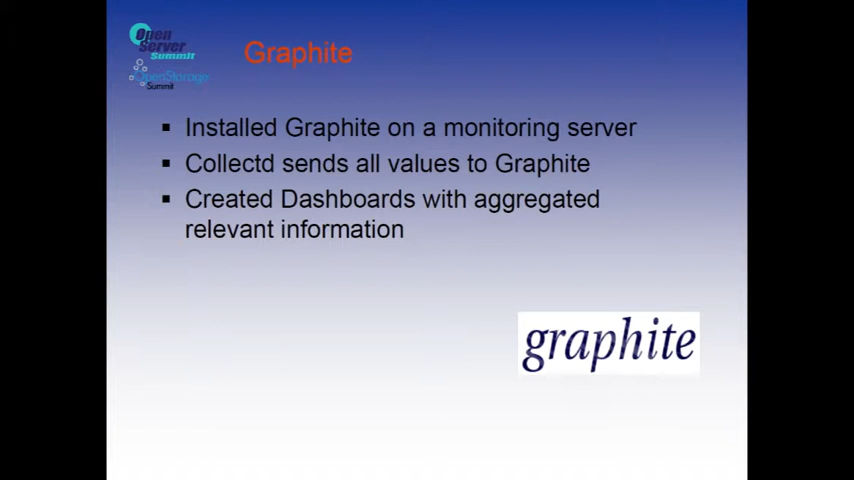 Open
Server
Summit
OpenStorage
Summit
Graphite
▪ Installed Graphite on a monitoring server
▪ Collectd sends all values to Graphite
▪ Created Dashboards with aggregated
relevant information
graphite